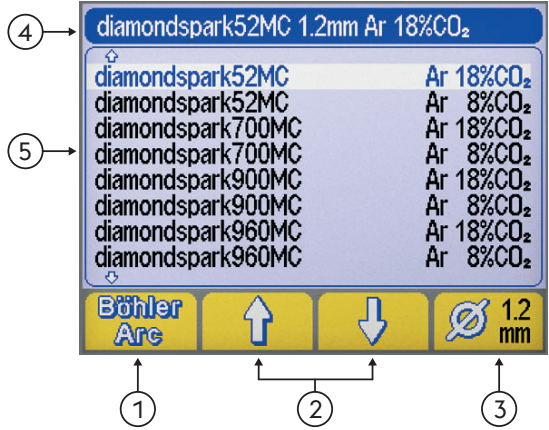 diamondspark52MC 1.2mm Ar 18%CO₂
diamondspark52MC Ar 18%CO₂
diamondspark52MC Ar 8%CO₂
diamondspark700MC Ar 18%CO₂
diamondspark700MC Ar 8%CO₂
diamondspark900MC Ar 18%CO₂
diamondspark900MC Ar 8%CO₂
diamondspark960MC Ar 18%CO₂
diamondspark960MC Ar 8%CO₂
Böhler
Arc
1.2
mm
4
5
1
2
3